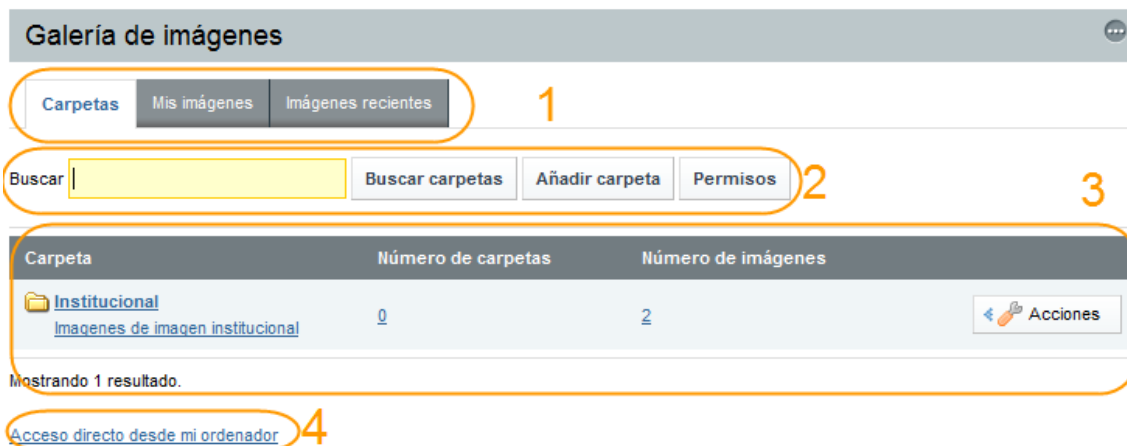 Galería de imágenes
Carpetas Mis imágenes Imágenes recientes 1
Buscar Buscar carpetas Añadir carpeta Permisos 2
3
Carpeta Número de carpetas Número de imágenes
Institucional
Imagenes de imagen institucional 0 2 Acciones
Mostrando 1 resultado.
Acceso directo desde mi ordenador 4